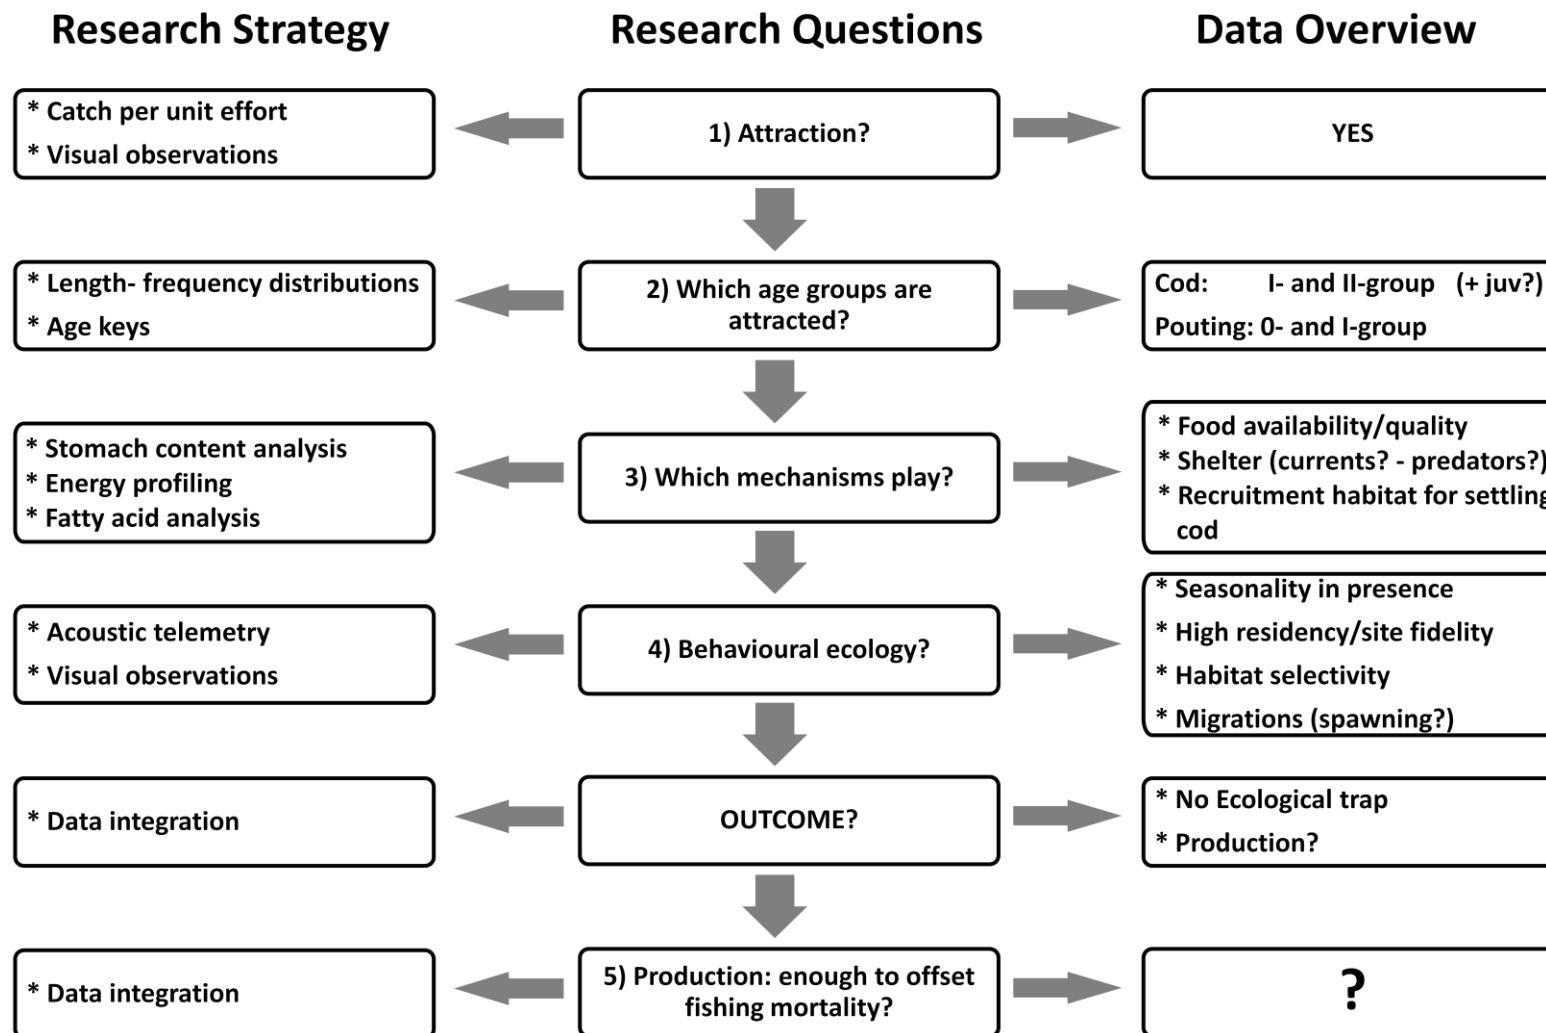 Research Strategy
Research Questions
Data Overview
* Catch per unit effort
* Visual observations
1) Attraction?
YES
* Length- frequency distributions
* Age keys
2) Which age groups are
attracted?
Cod: I- and II-group (+ juv?)
Pouting: 0- and I-group
* Stomach content analysis
* Energy profiling
* Fatty acid analysis
3) Which mechanisms play?
* Food availability/quality
* Shelter (currents? - predators?)
* Recruitment habitat for settling
cod
* Acoustic telemetry
* Visual observations
4) Behavioural ecology?
* Seasonality in presence
* High residency/site fidelity
* Habitat selectivity
* Migrations (spawning?)
* Data integration
OUTCOME?
* No Ecological trap
* Production?
* Data integration
5) Production: enough to offset
fishing mortality?
?